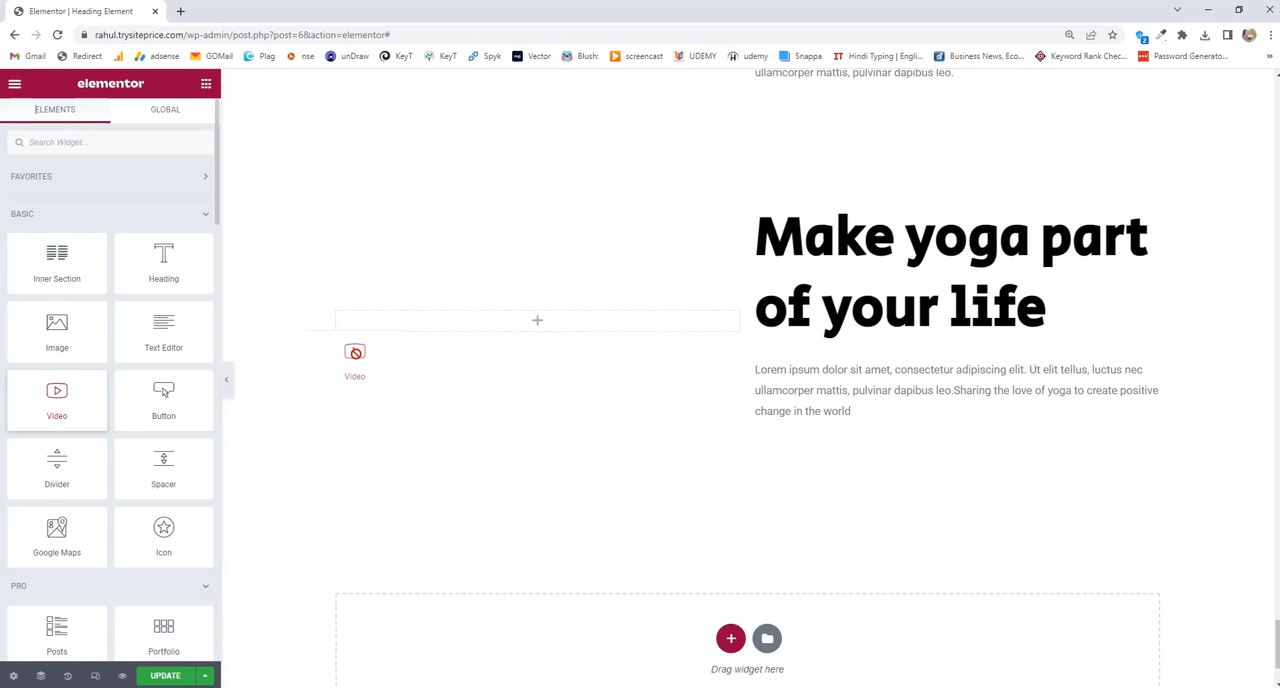 Elementor | Heading Element
rahul.trysiteprice.com/wp-admin/post.php?post=6&action=elementor#
Gmail
Redirect
adsense
GOMail
Plag
nse
unDraw
KeyT
KeyT
Spyk
Vector
Blush:
screencast
UDEMY
udemy
Snappa
IT Hindi Typing | Engli...
Business News, Eco...
Keyword Rank Chec...
Password Generato...
elementor
ELEMENTS
GLOBAL
Search Widget...
FAVORITES
BASIC
Inner Section
Heading
Image
Text Editor
Video
Button
Divider
Spacer
Google Maps
Icon
PRO
Posts
Portfolio
UPDATE
ullamcorper mattis, pulvinar dapibus leo.
Make yoga part
of your life
Video
Lorem ipsum dolor sit amet, consectetur adipiscing elit. Ut elit tellus, luctus nec
ullamcorper mattis, pulvinar dapibus leo.Sharing the love of yoga to create positive
change in the world
Drag widget here